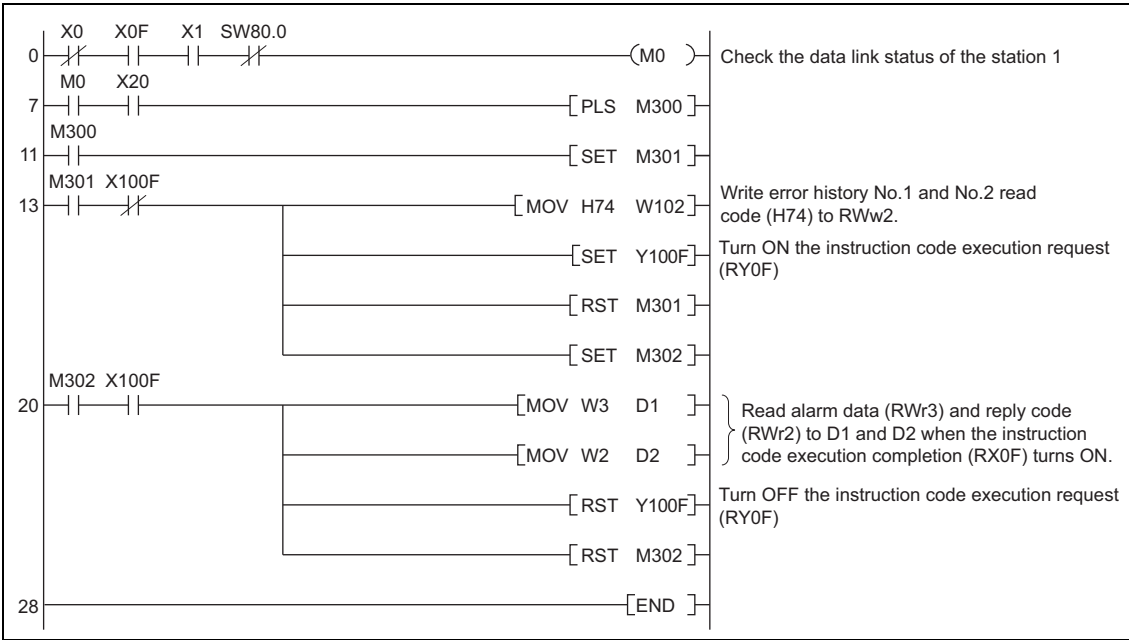 X0 X0F X1 SW80.0
0 (M0 ) Check the data link status of the station 1
M0 X20
7 [PLS M300]
M300
11 [SET M301]
M301 X100F
13 [MOV H74 W102] Write error history No.1 and No.2 read
code (H74) to RWw2.
[SET Y100F] Turn ON the instruction code execution request
(RY0F)
[RST M301]
[SET M302]
M302 X100F
20 [MOV W3 D1 ] Read alarm data (RWr3) and reply code
(RWr2) to D1 and D2 when the instruction
[MOV W2 D2 ] code execution completion (RX0F) turns ON.
[RST Y100F] Turn OFF the instruction code execution request
(RY0F)
[RST M302]
28 [END ]